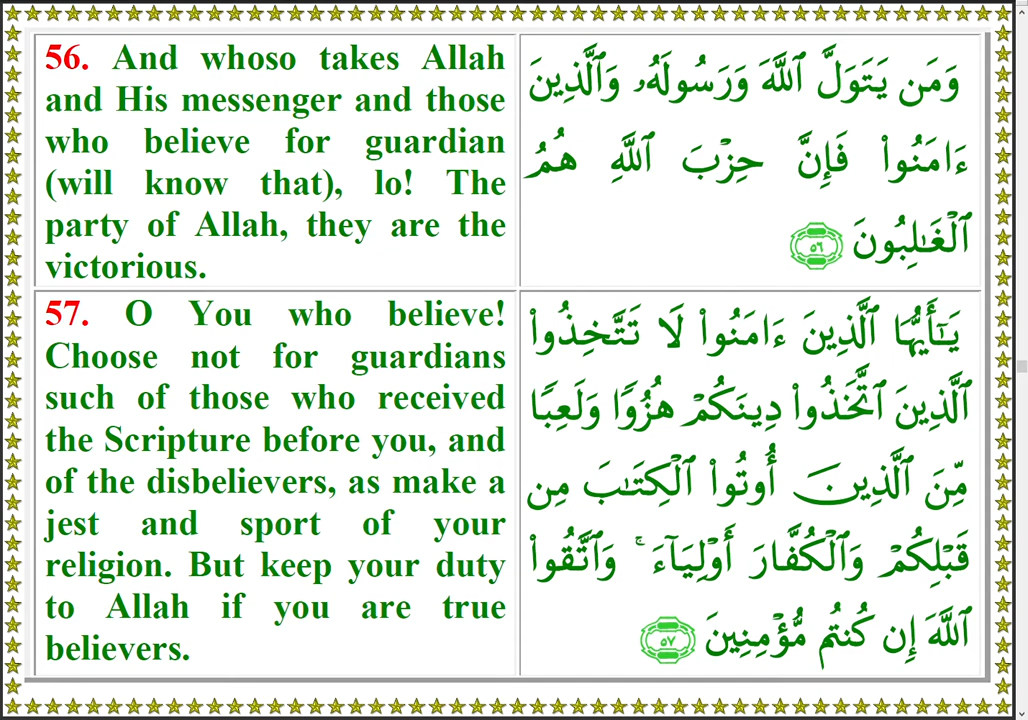 56. And whoso takes Allah
and His messenger and those
who believe for guardian
(will know that), lo! The
party of Allah, they are the
victorious.
وَمَن يَتَوَلَّ ٱللَّهَ وَرَسُولَهُۥ وَٱلَّذِينَ
ءَامَنُوا۟ فَإِنَّ حِزْبَ ٱللَّهِ هُمُ
ٱلْغَـٰلِبُونَ ٥٦
57. O You who believe!
Choose not for guardians
such of those who received
the Scripture before you, and
of the disbelievers, as make a
jest and sport of your
religion. But keep your duty
to Allah if you are true
believers.
يَـٰٓأَيُّهَا ٱلَّذِينَ ءَامَنُوا۟ لَا تَتَّخِذُوا۟
ٱلَّذِينَ ٱتَّخَذُوا۟ دِينَكُمْ هُزُوًا وَلَعِبًا
مِّنَ ٱلَّذِينَ أُوتُوا۟ ٱلْكِتَـٰبَ مِن
قَبْلِكُمْ وَٱلْكُفَّارَ أَوْلِيَآءَ ۚ وَٱتَّقُوا۟
ٱللَّهَ إِن كُنتُم مُّؤْمِنِينَ ٥٧